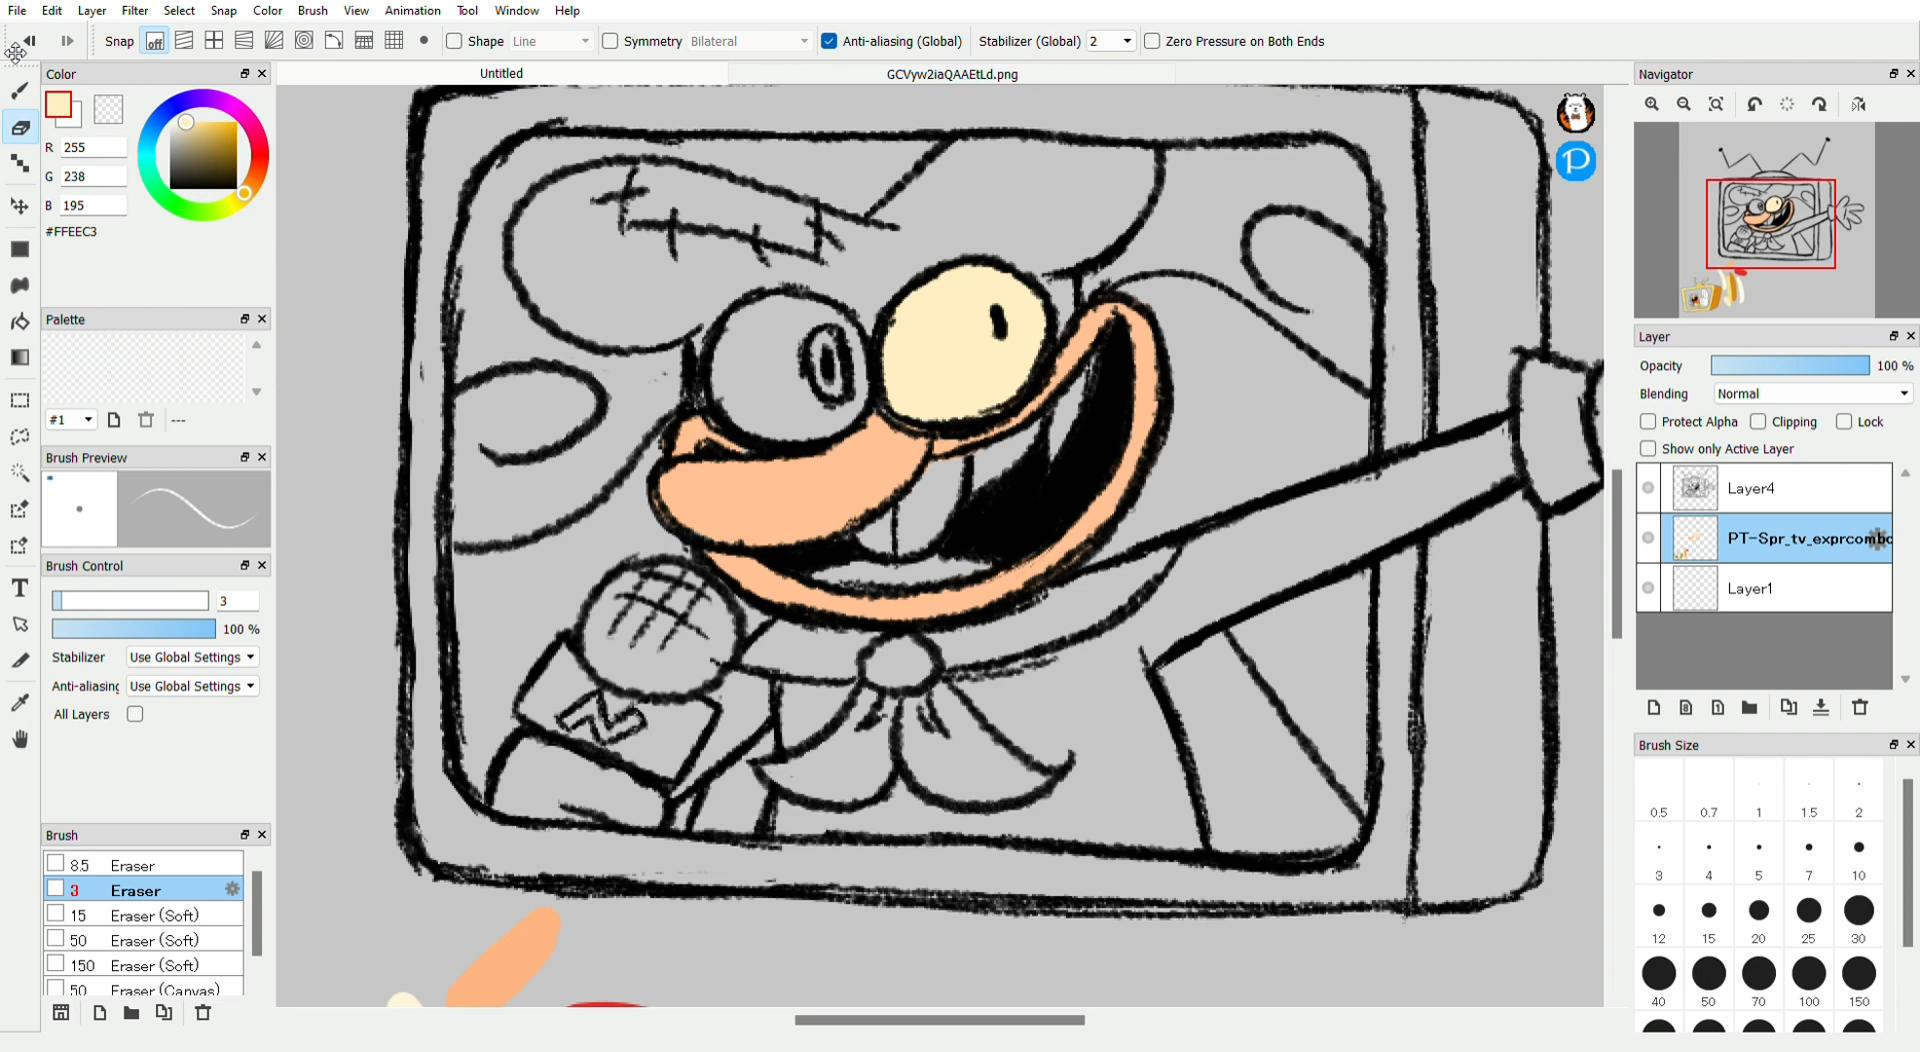 File Edit Layer Filter Select Snap Color Brush View Animation Tool Window Help
Snap off Shape Line Symmetry Bilateral Anti-aliasing (Global) Stabilizer (Global) 2 Zero Pressure on Both Ends
Color
Untitled
GCVyw2iaQAAEtLd.png
Navigator
R 255
G 238
B 195
#FFEEC3
Palette
#1
---
Brush Preview
Brush Control
3
100 %
Stabilizer Use Global Settings
Anti-aliasing Use Global Settings
All Layers
Brush
8.5 Eraser
3 Eraser
15 Eraser (Soft)
50 Eraser (Soft)
150 Eraser (Soft)
50 Eraser (Canvas)
P
Layer
Opacity 100 %
Blending Normal
Protect Alpha Clipping Lock
Show only Active Layer
Layer4
PT-Spr_tv_exprcombo
Layer1
Brush Size
0.5 0.7 1 1.5 2
3 4 5 7 10
12 15 20 25 30
40 50 70 100 150